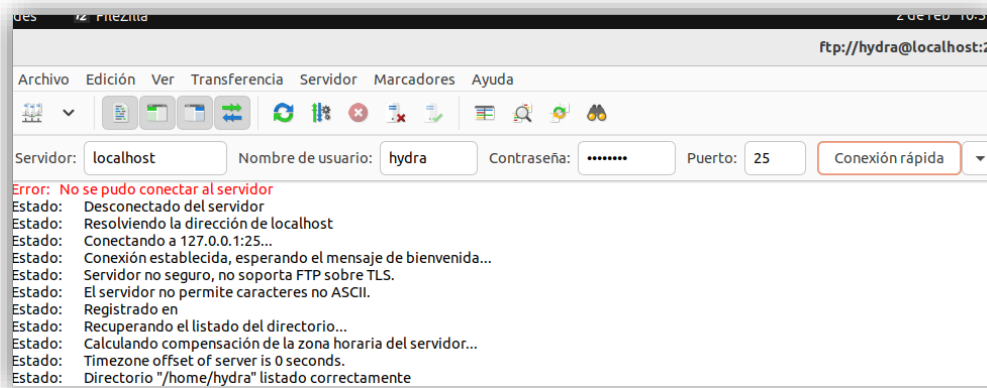 des FileZilla 2 de feb
ftp://hydra@localhost:2
Archivo Edición Ver Transferencia Servidor Marcadores Ayuda
Servidor: localhost Nombre de usuario: hydra Contraseña: •••••••• Puerto: 25 Conexión rápida
Error: No se pudo conectar al servidor
Estado: Desconectado del servidor
Estado: Resolviendo la dirección de localhost
Estado: Conectando a 127.0.0.1:25...
Estado: Conexión establecida, esperando el mensaje de bienvenida...
Estado: Servidor no seguro, no soporta FTP sobre TLS.
Estado: El servidor no permite caracteres no ASCII.
Estado: Registrado en
Estado: Recuperando el listado del directorio...
Estado: Calculando compensación de la zona horaria del servidor...
Estado: Timezone offset of server is 0 seconds.
Estado: Directorio "/home/hydra" listado correctamente